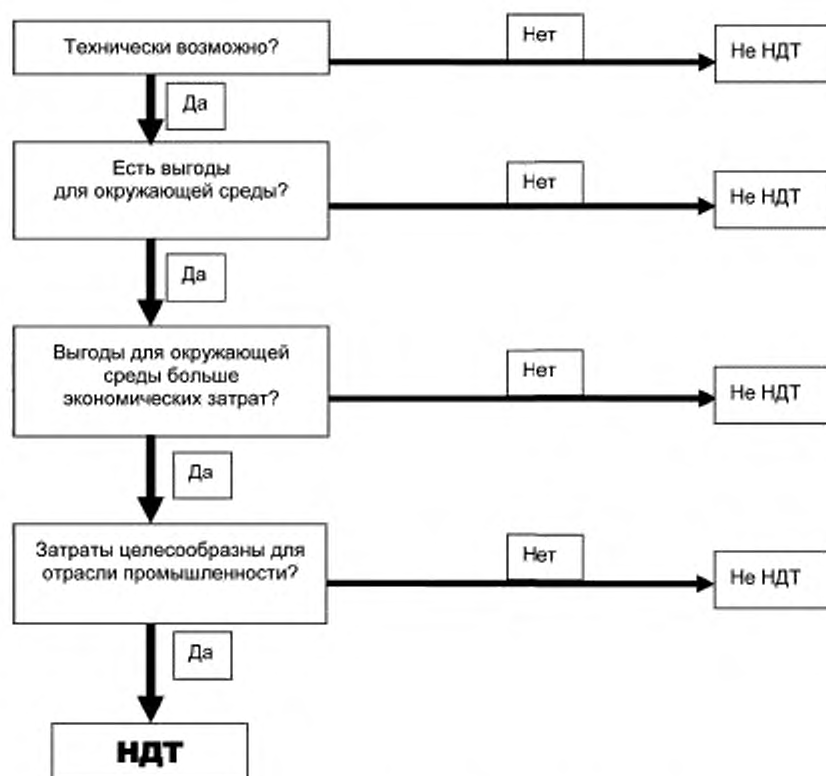 Технически возможно?
Нет
Не НДТ
Да
Есть выгоды
для окружающей среды?
Нет
Не НДТ
Да
Выгоды для окружающей
среды больше
экономических затрат?
Нет
Не НДТ
Да
Затраты целесообразны для
отрасли промышленности?
Нет
Не НДТ
Да
НДТ